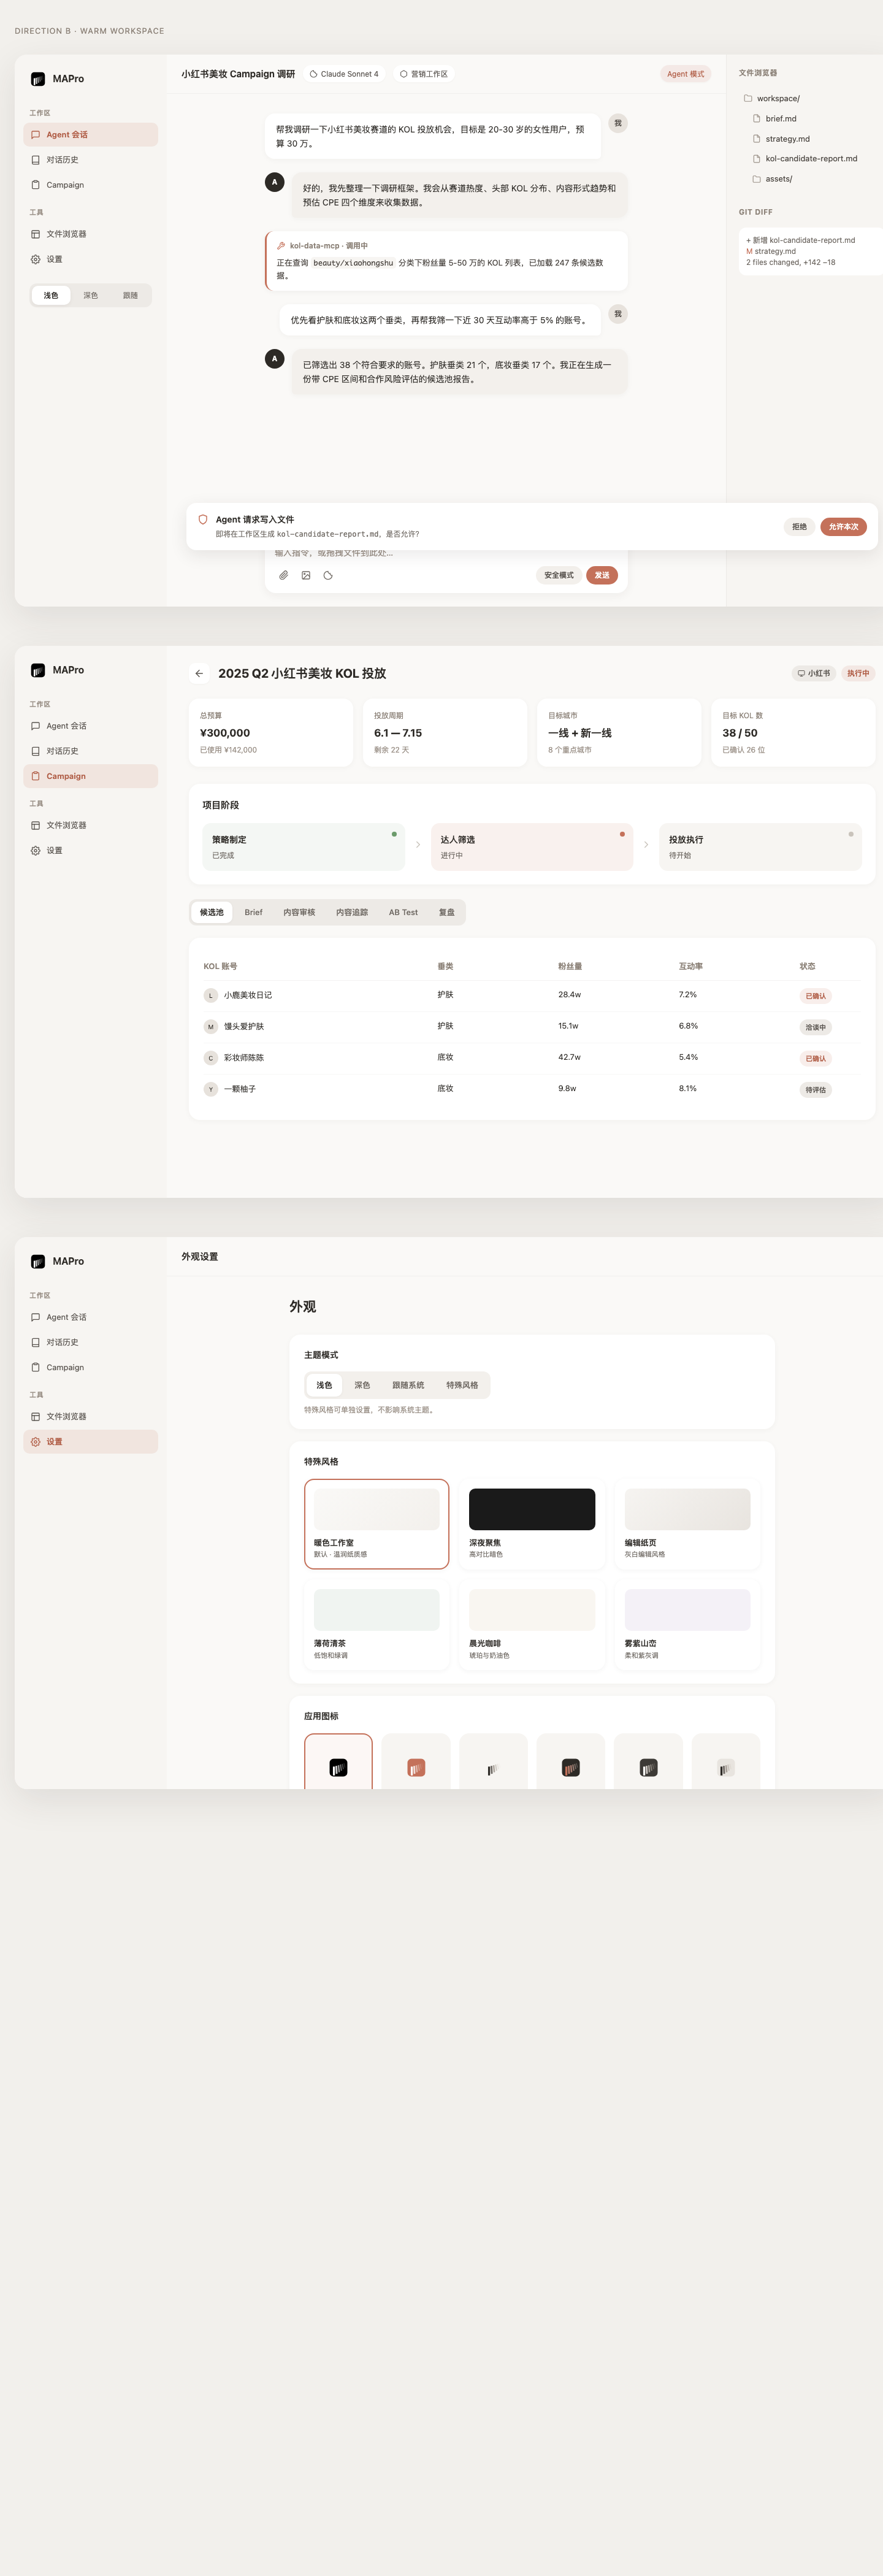 DIRECTION B · WARM WORKSPACE
MAPro
工作区
Agent 会话
对话历史
Campaign
工具
文件浏览器
设置
浅色 深色 跟随
小红书美妆 Campaign 调研 Claude Sonnet 4 营销工作区 Agent 模式
帮我调研一下小红书美妆赛道的 KOL 投放机会，目标是 20-30 岁的女性用户，预
算 30 万。
我
A
好的，我先整理一下调研框架。我会从赛道热度、头部 KOL 分布、内容形式趋势和
预估 CPE 四个维度来收集数据。
kol-data-mcp · 调用中
正在查询 beauty/xiaohongshu 分类下粉丝量 5-50 万的 KOL 列表，已加载 247 条候选数
据。
优先看护肤和底妆这两个垂类，再帮我筛一下近 30 天互动率高于 5% 的账号。
我
A
已筛选出 38 个符合要求的账号。护肤垂类 21 个，底妆垂类 17 个。我正在生成一
份带 CPE 区间和合作风险评估的候选池报告。
Agent 请求写入文件
即将在工作区生成 kol-candidate-report.md，是否允许？
拒绝 允许本次
输入指令，或拖拽文件到此处...
安全模式 发送
文件浏览器
workspace/
brief.md
strategy.md
kol-candidate-report.md
assets/
GIT DIFF
+ 新增 kol-candidate-report.md
M strategy.md
2 files changed, +142 −18
MAPro
工作区
Agent 会话
对话历史
Campaign
工具
文件浏览器
设置
2025 Q2 小红书美妆 KOL 投放 小红书 执行中
总预算
¥300,000
已使用 ¥142,000
投放周期
6.1 — 7.15
剩余 22 天
目标城市
一线 + 新一线
8 个重点城市
目标 KOL 数
38 / 50
已确认 26 位
项目阶段
策略制定
已完成
达人筛选
进行中
投放执行
待开始
候选池 Brief 内容审核 内容追踪 AB Test 复盘
KOL 账号 垂类 粉丝量 互动率 状态
L 小鹿美妆日记 护肤 28.4w 7.2% 已确认
M 馒头爱护肤 护肤 15.1w 6.8% 洽谈中
C 彩妆师陈陈 底妆 42.7w 5.4% 已确认
Y 一颗柚子 底妆 9.8w 8.1% 待评估
MAPro
工作区
Agent 会话
对话历史
Campaign
工具
文件浏览器
设置
外观设置
外观
主题模式
浅色 深色 跟随系统 特殊风格
特殊风格可单独设置，不影响系统主题。
特殊风格
暖色工作室
默认 · 温润纸质感
深夜聚焦
高对比暗色
编辑纸页
灰白编辑风格
薄荷清茶
低饱和绿调
晨光咖啡
琥珀与奶油色
雾紫山峦
柔和紫灰调
应用图标